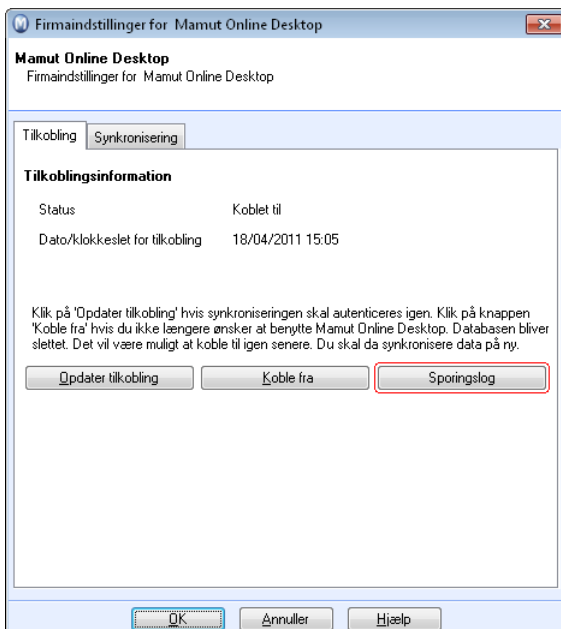 Firmaindstillinger for Mamut Online Desktop
Mamut Online Desktop
Firmaindstillinger for Mamut Online Desktop
Tilkobling
Synkronisering
Tilkoblingsinformation
Status Koblet til
Dato/klokkeslet for tilkobling 18/04/2011 15:05
Klik på 'Opdater tilkobling' hvis synkroniseringen skal autenticeres igen. Klik på knappen
'Koble fra' hvis du ikke længere ønsker at benytte Mamut Online Desktop. Databasen bliver
slettet. Det vil være muligt at koble til igen senere. Du skal da synkronisere data på ny.
Opdater tilkobling
Koble fra
Sporingslog
OK
Annuller
Hjælp